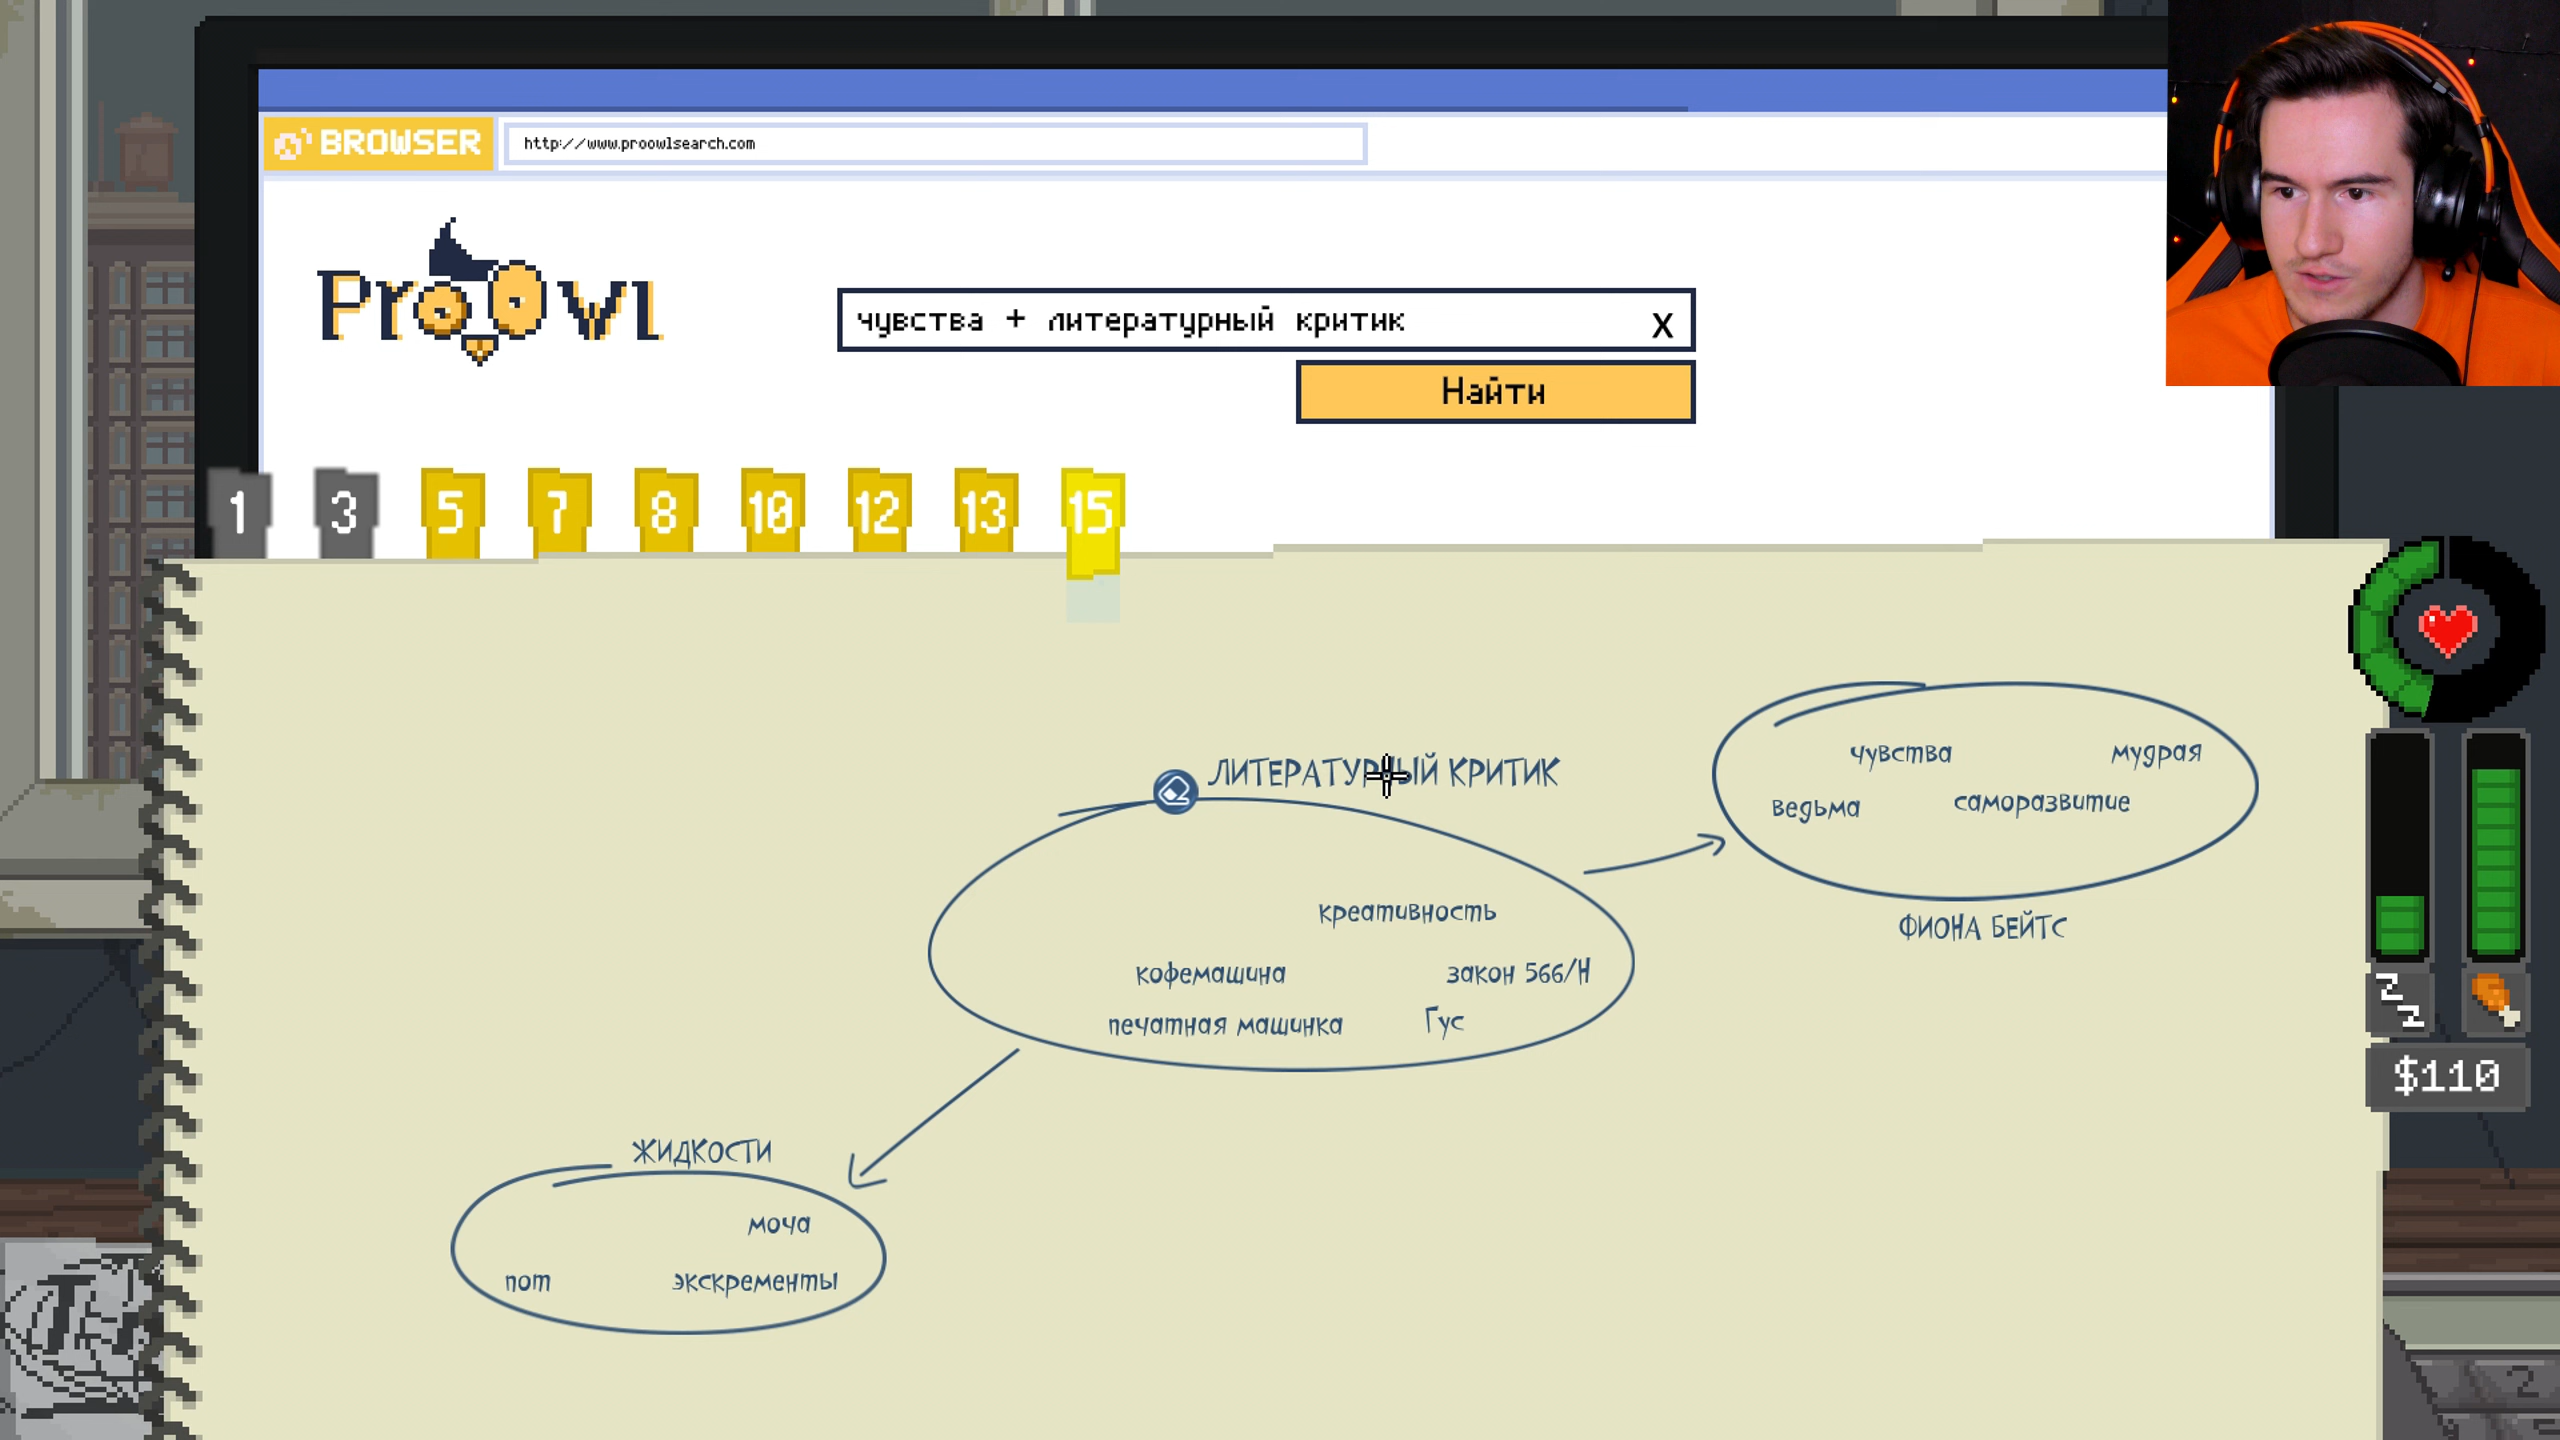 BROWSER
http://www.proowlsearch.com
PrOOwl
чувства + литературный критик X
Найти
1 3 5 7 8 10 12 13 15
ЛИТЕРАТУРНЫЙ КРИТИК
чувства мудрая
ведьма саморазвитие
ФИОНА БЕЙТС
креативность
кофемашина закон 566/Н
печатная машинка Гус
$110
ЖИДКОСТИ
моча
пот экскременты
2